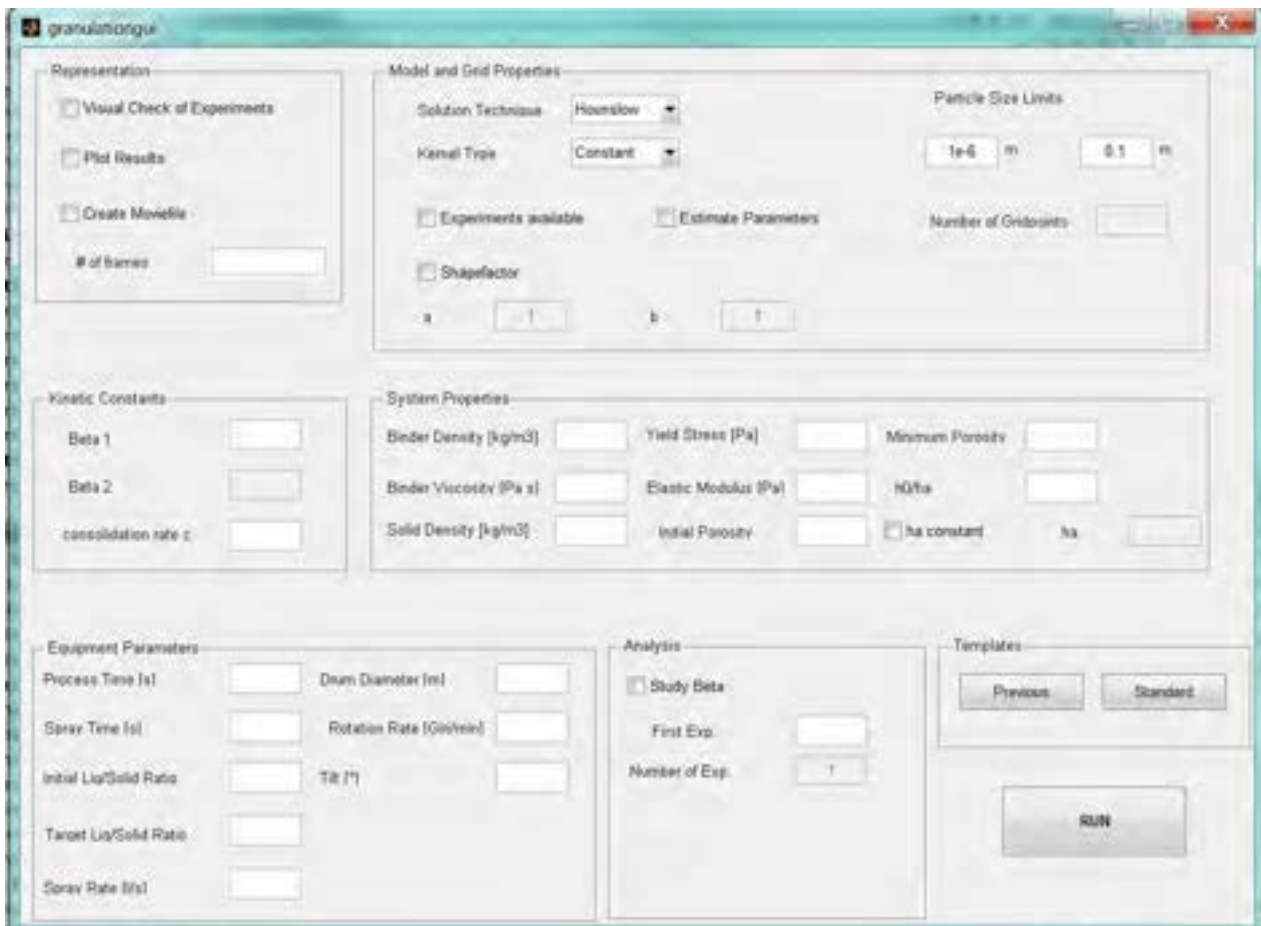 granulationgui
Representation
Visual Check of Experiments
Plot Results
Create Moviefile
# of frames
Model and Grid Properties
Solution Technique Hounslow
Kernel Type Constant
Experiments available Estimate Parameters
Shapefactor
a 1 b 1
Particle Size Limits
1e-6 m 0.1 m
Number of Gridpoints
Kinetic Constants
Beta 1
Beta 2
consolidation rate c
System Properties
Binder Density [kg/m3] Yield Stress [Pa] Minimum Porosity
Binder Viscosity [Pa s] Elastic Modulus [Pa] h0/ha
Solid Density [kg/m3] Initial Porosity ha constant ha
Equipment Parameters
Process Time [s] Drum Diameter [m]
Spray Time [s] Rotation Rate
Initial Liq/Solid Ratio Tilt [°]
Target Liq/Solid Ratio
Spray Rate [l/s]
Analysis
Study Beta
First Exp.
Number of Exp. 1
Templates
Previous Standard
RUN